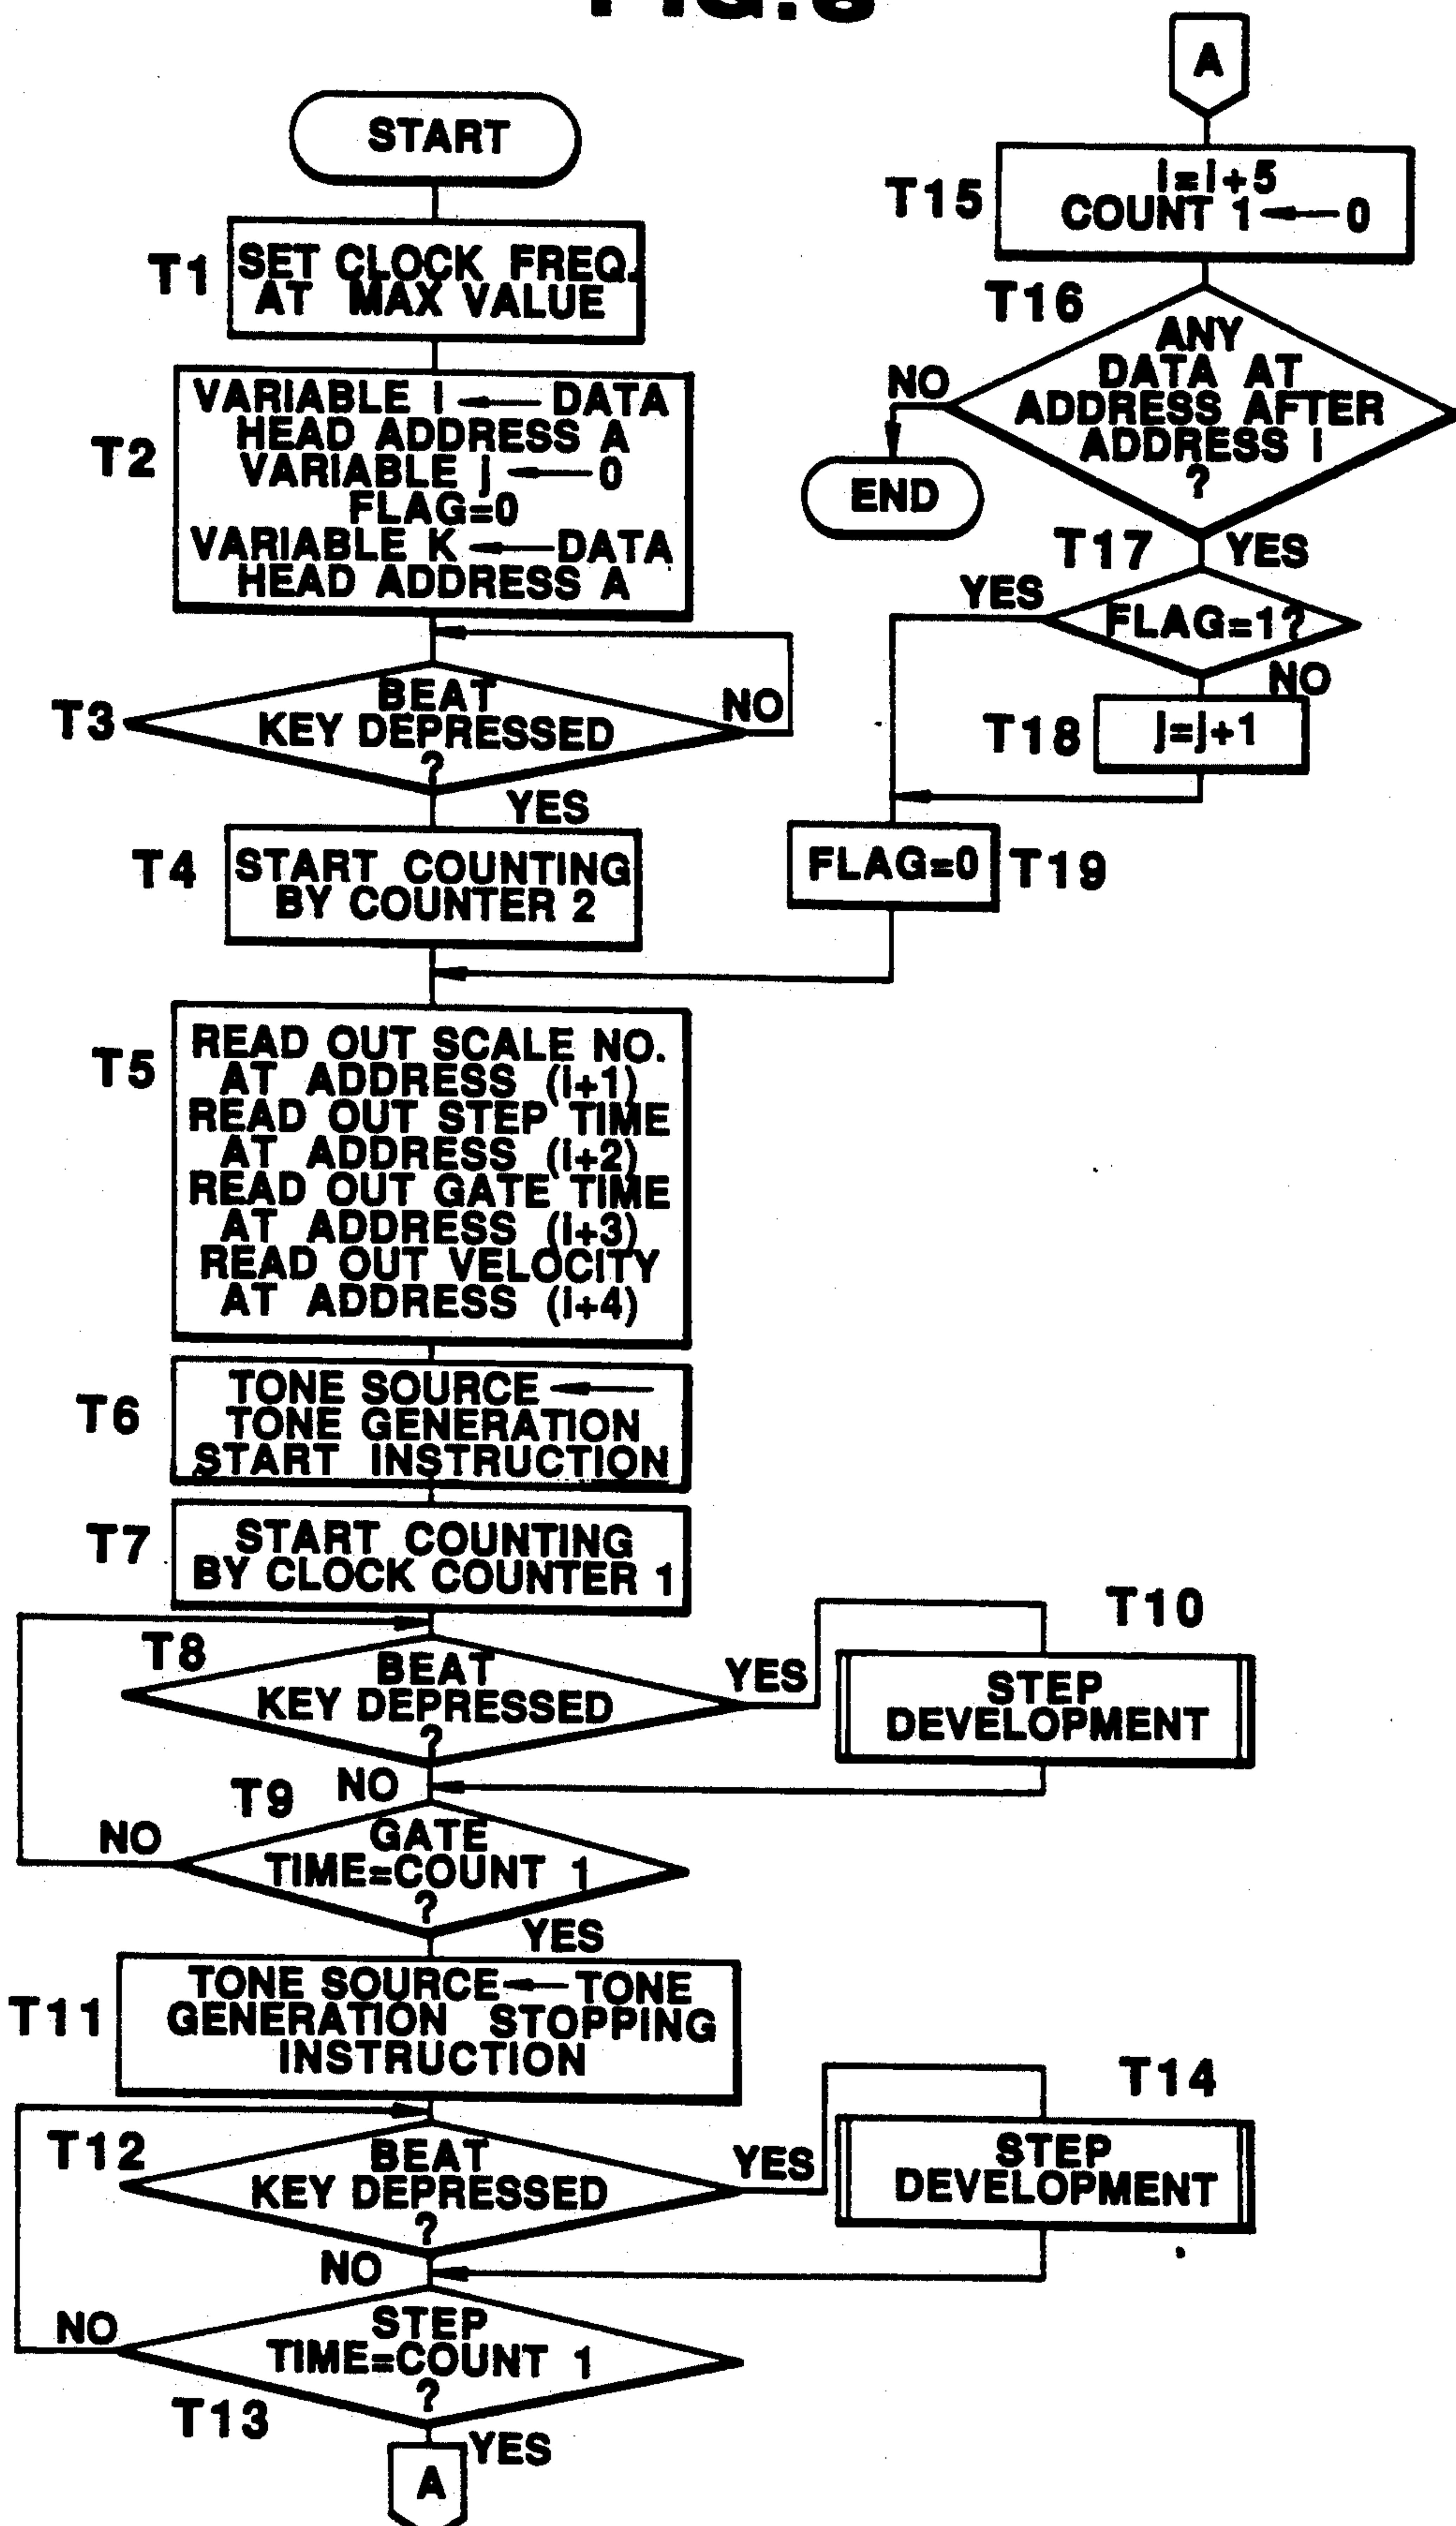 START
T1
SET CLOCK FREQ.
AT MAX VALUE
T2
VARIABLE i ← DATA
HEAD ADDRESS A
VARIABLE j ← 0
FLAG=0
VARIABLE K ← DATA
HEAD ADDRESS A
T3
BEAT
KEY DEPRESSED
?
NO
YES
T4
START COUNTING
BY COUNTER 2
T5
READ OUT SCALE NO.
AT ADDRESS (i+1)
READ OUT STEP TIME
AT ADDRESS (i+2)
READ OUT GATE TIME
AT ADDRESS (i+3)
READ OUT VELOCITY
AT ADDRESS (i+4)
T6
TONE SOURCE ←
TONE GENERATION
START INSTRUCTION
T7
START COUNTING
BY CLOCK COUNTER 1
T8
BEAT
KEY DEPRESSED
?
YES
NO
T10
STEP
DEVELOPMENT
T9
GATE
TIME=COUNT 1
?
NO
YES
T11
TONE SOURCE ← TONE
GENERATION STOPPING
INSTRUCTION
T12
BEAT
KEY DEPRESSED
?
YES
NO
T14
STEP
DEVELOPMENT
STEP
TIME=COUNT 1
?
NO
T13
YES
A
A
T15
i=i+5
COUNT 1 ← 0
T16
ANY
DATA AT
ADDRESS AFTER
ADDRESS i
?
NO
END
YES
T17
FLAG=1?
YES
NO
T18
j=j+1
FLAG=0
T19